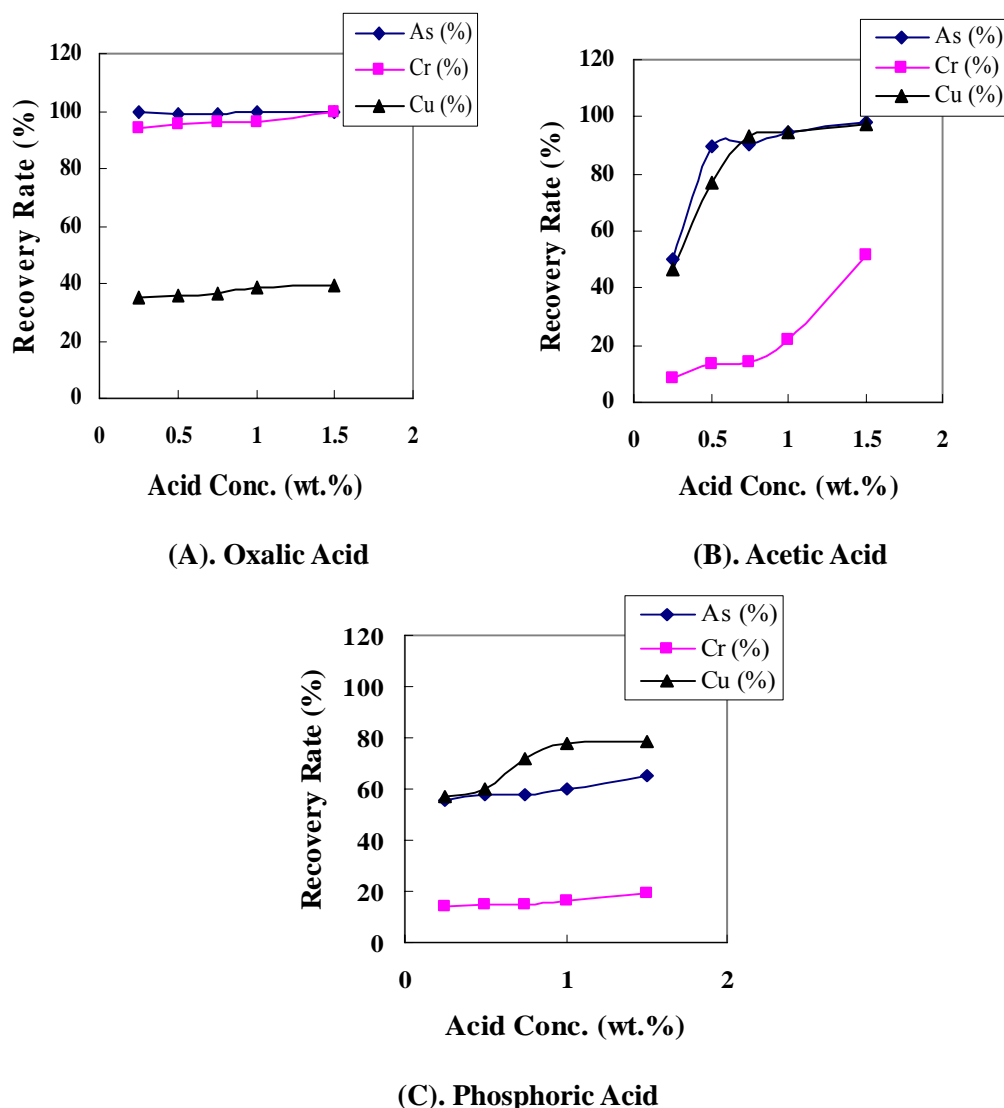 As (%)
Cr (%)
Cu (%)
120
100
80
60
40
20
0
Recovery Rate (%)
0 0.5 1 1.5 2
Acid Conc. (wt.%)
(A). Oxalic Acid
As (%)
Cr (%)
Cu (%)
120
100
80
60
40
20
0
Recovery Rate (%)
0 0.5 1 1.5 2
Acid Conc. (wt.%)
(B). Acetic Acid
As (%)
Cr (%)
Cu (%)
120
100
80
60
40
20
0
Recovery Rate (%)
0 1 2
Acid Conc. (wt.%)
(C). Phosphoric Acid